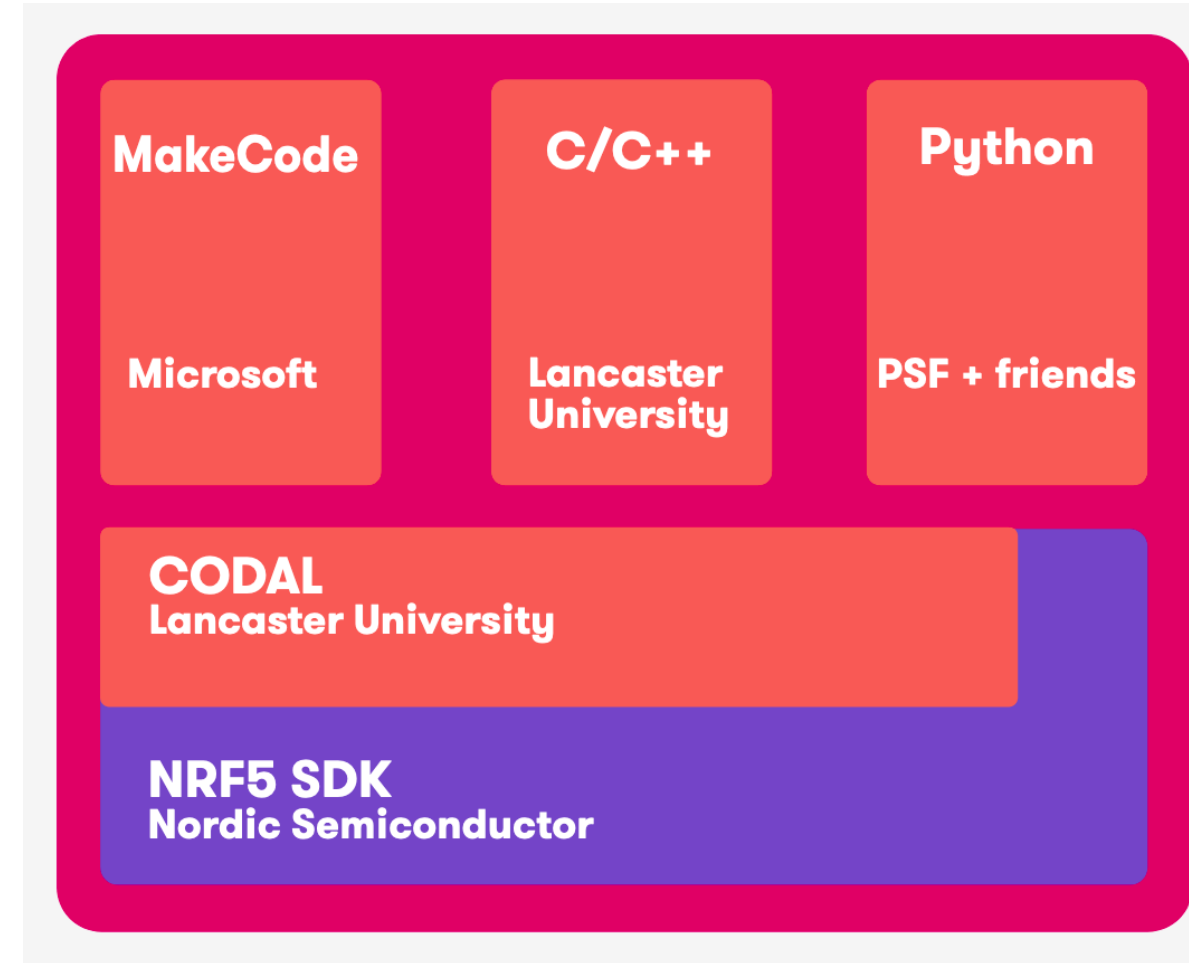 MakeCode
Microsoft
C/C++
Lancaster
University
Python
PSF + friends
CODAL
Lancaster University
NRF5 SDK
Nordic Semiconductor